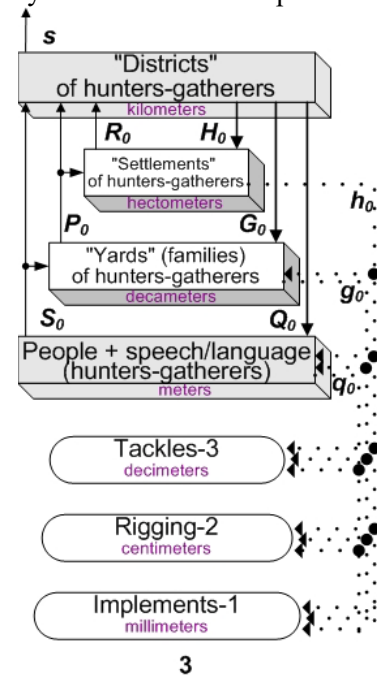 s
"Districts"
of hunters-gatherers
kilometers
R0 H0
"Settlements"
of hunters-gatherers
hectometers
h0
P0 G0
"Yards" (families)
of hunters-gatherers
decameters
g0
S0 Q0
People + speech/language
(hunters-gatherers)
meters
q0
Tackles-3
decimeters
Rigging-2
centimeters
Implements-1
millimeters
3